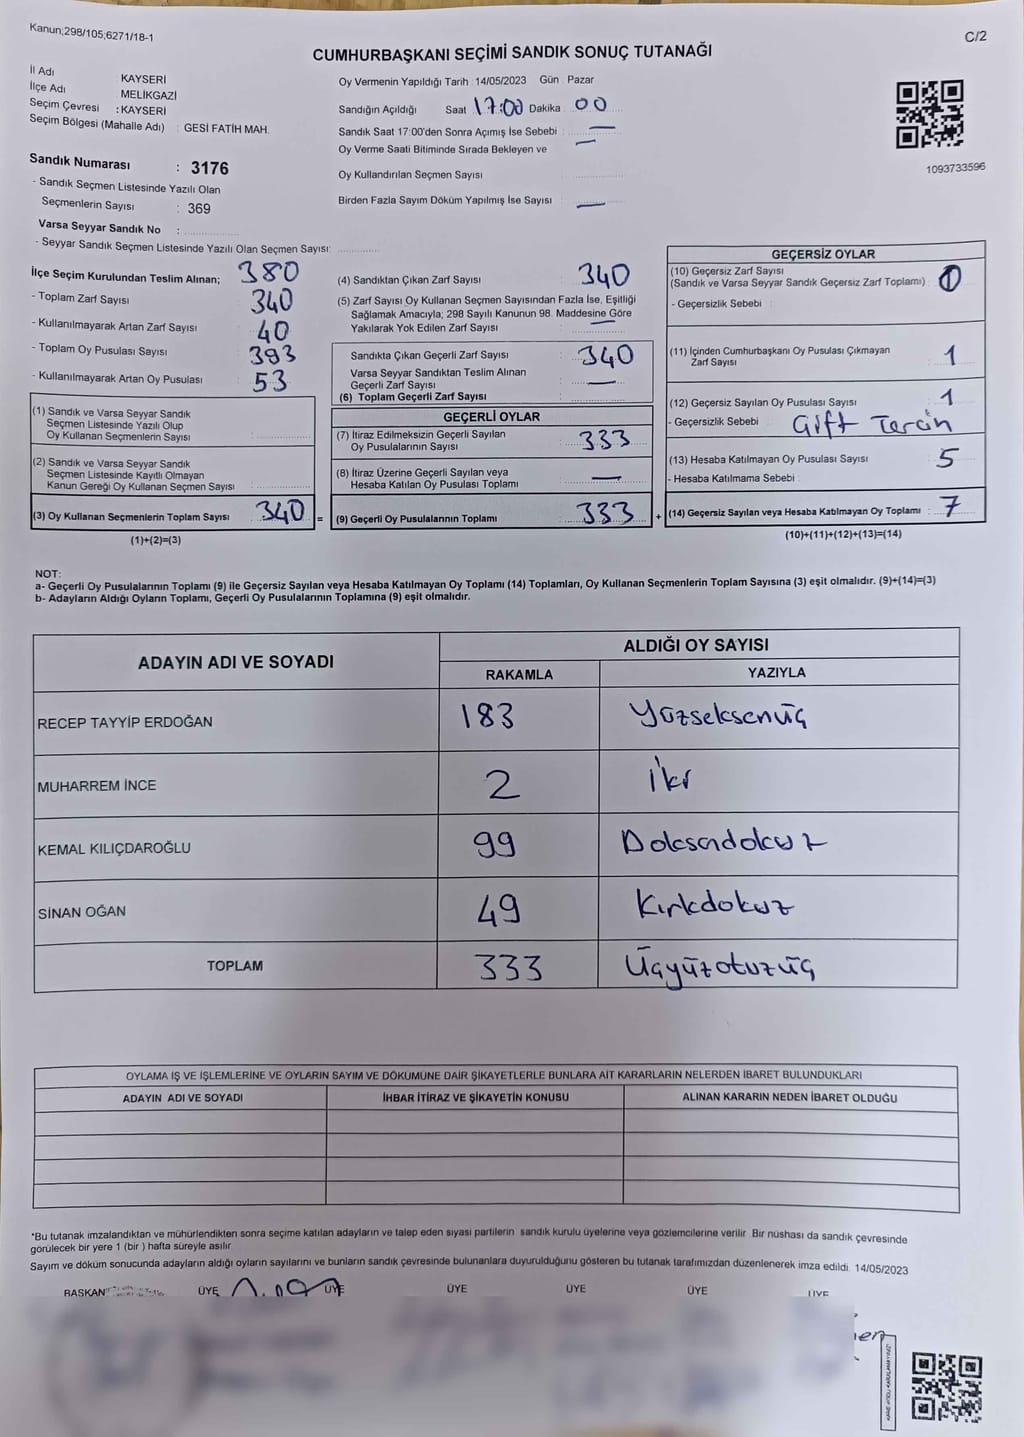 Kanun;298/105;6271/18-1
C/2
CUMHURBAŞKANI SEÇİMİ SANDIK SONUÇ TUTANAĞI
İl Adı KAYSERİ
İlçe Adı MELİKGAZİ
Seçim Çevresi : KAYSERİ
Seçim Bölgesi (Mahalle Adı) : GESİ FATİH MAH.
Sandık Numarası : 3176
- Sandık Seçmen Listesinde Yazılı Olan
Seçmenlerin Sayısı : 369
Varsa Seyyar Sandık No :
- Seyyar Sandık Seçmen Listesinde Yazılı Olan Seçmen Sayısı:
Oy Vermenin Yapıldığı Tarih : 14/05/2023 Gün : Pazar
Sandığın Açıldığı Saat 17:00 Dakika 00
Sandık Saat 17:00'den Sonra Açımış İse Sebebi : —
Oy Verme Saati Bitiminde Sırada Bekleyen ve —
Oy Kullandırılan Seçmen Sayısı
Birden Fazla Sayım Döküm Yapılmış İse Sayısı : —
1093733596
İlçe Seçim Kurulundan Teslim Alınan; 380
- Toplam Zarf Sayısı 340
- Kullanılmayarak Artan Zarf Sayısı 40
- Toplam Oy Pusulası Sayısı 393
- Kullanılmayarak Artan Oy Pusulası 53
(1) Sandık ve Varsa Seyyar Sandık
Seçmen Listesinde Yazılı Olup
Oy Kullanan Seçmenlerin Sayısı :
(2) Sandık ve Varsa Seyyar Sandık
Seçmen Listesinde Kayıtlı Olmayan
Kanun Gereği Oy Kullanan Seçmen Sayısı :
(3) Oy Kullanan Seçmenlerin Toplam Sayısı : 340
(1)+(2)=(3)
(4) Sandıktan Çıkan Zarf Sayısı : 340
(5) Zarf Sayısı Oy Kullanan Seçmen Sayısından Fazla İse, Eşitliği
Sağlamak Amacıyla; 298 Sayılı Kanunun 98. Maddesine Göre
Yakılarak Yok Edilen Zarf Sayısı : —
Sandıkta Çıkan Geçerli Zarf Sayısı : 340
Varsa Seyyar Sandıktan Teslim Alınan
Geçerli Zarf Sayısı : —
(6) Toplam Geçerli Zarf Sayısı :
GEÇERLİ OYLAR
(7) İtiraz Edilmeksizin Geçerli Sayılan
Oy Pusulalarının Sayısı : 333
(8) İtiraz Üzerine Geçerli Sayılan veya
Hesaba Katılan Oy Pusulası Toplamı : —
= (9) Geçerli Oy Pusulalarının Toplamı : 333
GEÇERSİZ OYLAR
(10) Geçersiz Zarf Sayısı
(Sandık ve Varsa Seyyar Sandık Geçersiz Zarf Toplamı) : 0
- Geçersizlik Sebebi :
(11) İçinden Cumhurbaşkanı Oy Pusulası Çıkmayan
Zarf Sayısı : 1
(12) Geçersiz Sayılan Oy Pusulası Sayısı : 1
- Geçersizlik Sebebi : Çift Tercih
(13) Hesaba Katılmayan Oy Pusulası Sayısı : 5
- Hesaba Katılmama Sebebi :
+ (14) Geçersiz Sayılan veya Hesaba Katılmayan Oy Toplamı : 7
(10)+(11)+(12)+(13)=(14)
NOT:
a- Geçerli Oy Pusulalarının Toplamı (9) ile Geçersiz Sayılan veya Hesaba Katılmayan Oy Toplamı (14) Toplamları, Oy Kullanan Seçmenlerin Toplam Sayısına (3) eşit olmalıdır. (9)+(14)=(3)
b- Adayların Aldığı Oyların Toplamı, Geçerli Oy Pusulalarının Toplamına (9) eşit olmalıdır.
ADAYIN ADI VE SOYADI
ALDIĞI OY SAYISI
RAKAMLA YAZIYLA
RECEP TAYYİP ERDOĞAN 183 Yüzseksenüç
MUHARREM İNCE 2 İki
KEMAL KILIÇDAROĞLU 99 Doksandokuz
SİNAN OĞAN 49 Kırkdokuz
TOPLAM 333 Üçyüzotuzüç
OYLAMA İŞ VE İŞLEMLERİNE VE OYLARIN SAYIM VE DÖKÜMÜNE DAİR ŞİKAYETLERLE BUNLARA AİT KARARLARIN NELERDEN İBARET BULUNDUKLARI
ADAYIN ADI VE SOYADI İHBAR İTİRAZ VE ŞİKAYETİN KONUSU ALINAN KARARIN NEDEN İBARET OLDUĞU
*Bu tutanak imzalandıktan ve mühürlendikten sonra seçime katılan adayların ve talep eden siyasi partilerin sandık kurulu üyelerine veya gözlemcilerine verilir. Bir nüshası da sandık çevresinde
görülecek bir yere 1 (bir ) hafta süreyle asılır.
Sayım ve döküm sonucunda adayların aldığı oyların sayılarını ve bunların sandık çevresinde bulunanlara duyurulduğunu gösteren bu tutanak tarafımızdan düzenlenerek imza edildi. 14/05/2023
BAŞKAN ÜYE ÜYE ÜYE ÜYE ÜYE ÜYE